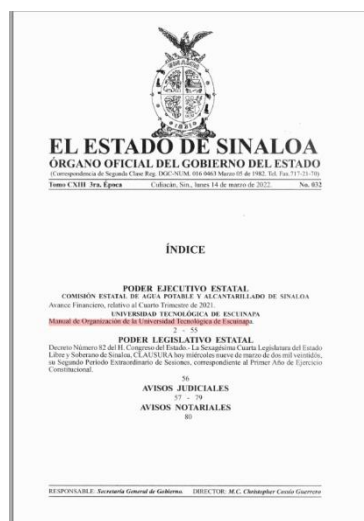 EL ESTADO DE SINALOA
ÓRGANO OFICIAL DEL GOBIERNO DEL ESTADO
(Correspondencia de Segunda Clase Reg. DGC-NUM. 016 0463 Marzo 05 de 1982. Tel. Fax.717-21-70)
Tomo CXIII 3ra. Época Culiacán, Sin., lunes 14 de marzo de 2022. No. 032
ÍNDICE
PODER EJECUTIVO ESTATAL
COMISIÓN ESTATAL DE AGUA POTABLE Y ALCANTARILLADO DE SINALOA
Avance Financiero, relativo al Cuarto Trimestre de 2021.
UNIVERSIDAD TECNOLÓGICA DE ESCUINAPA
Manual de Organización de la Universidad Tecnológica de Escuinapa.
2 - 55
PODER LEGISLATIVO ESTATAL
Decreto Número 82 del H. Congreso del Estado.- La Sexagésima Cuarta Legislatura del Estado
Libre y Soberano de Sinaloa, CLAUSURA hoy miércoles nueve de marzo de dos mil veintidós,
su Segundo Período Extraordinario de Sesiones, correspondiente al Primer Año de Ejercicio
Constitucional.
56
AVISOS JUDICIALES
57 - 79
AVISOS NOTARIALES
80
RESPONSABLE: Secretaría General de Gobierno. DIRECTOR: M.C. Christopher Cossio Guerrero